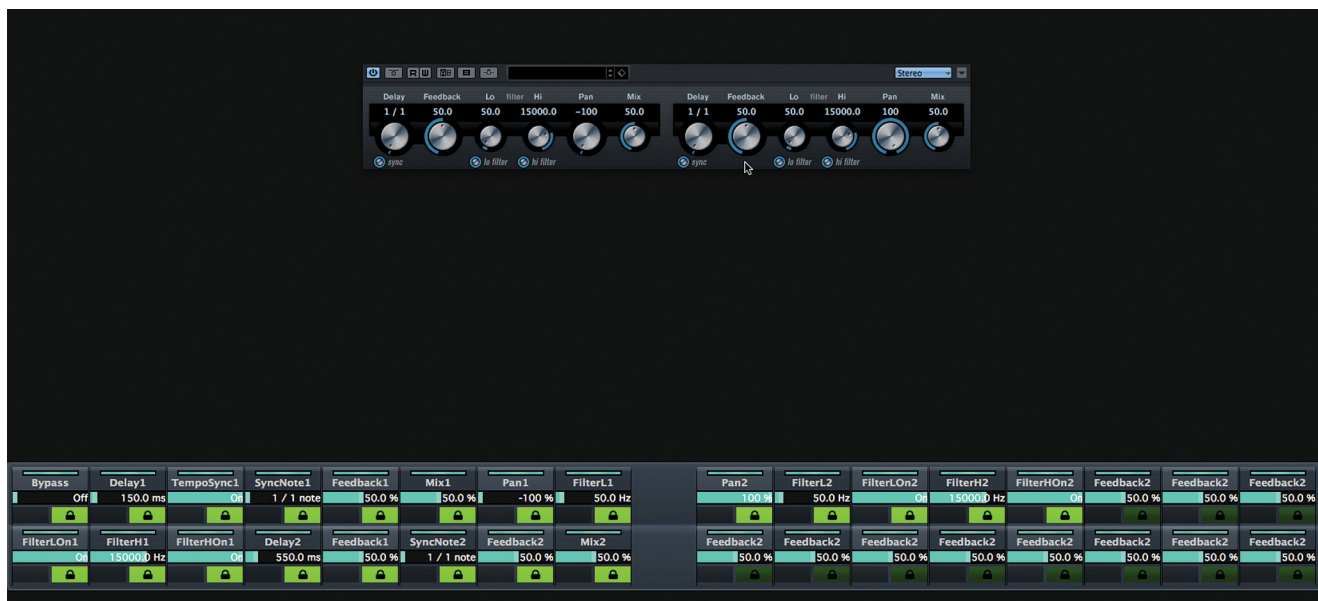 R W Stereo
Delay Feedback Lo filter Hi Pan Mix Delay Feedback Lo filter Hi Pan Mix
1 / 1 50.0 50.0 15000.0 -100 50.0 1 / 1 50.0 50.0 15000.0 100 50.0
sync lo filter hi filter sync lo filter hi filter
Bypass Delay1 TempoSync1 SyncNote1 Feedback1 Mix1 Pan1 FilterL1 Pan2 FilterL2 FilterLOn2 FilterH2 FilterHOn2 Feedback2 Feedback2 Feedback2
Off 150.0 ms On 1 / 1 note 50.0 % 50.0 % -100 % 50.0 Hz 100 % 50.0 Hz On 15000.0 Hz On 50.0 % 50.0 % 50.0 %
FilterLOn1 FilterH1 FilterHOn1 Delay2 Feedback1 SyncNote2 Feedback2 Mix2 Feedback2 Feedback2 Feedback2 Feedback2 Feedback2 Feedback2 Feedback2 Feedback2
On 15000.0 Hz On 550.0 ms 50.0 % 1 / 1 note 50.0 % 50.0 % 50.0 % 50.0 % 50.0 % 50.0 % 50.0 % 50.0 % 50.0 % 50.0 %